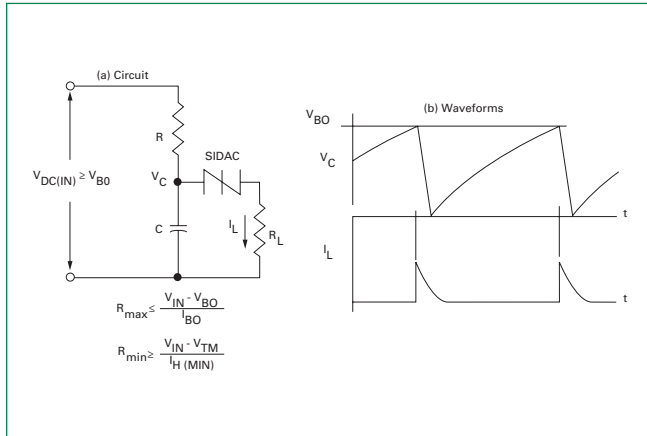 (a) Circuit
R
SIDAC
V_DC(IN) ≥ V_B0
V_C
C
I_L
R_L
R_max ≤ V_IN - V_BO / I_BO
R_min ≥ V_IN - V_TM / I_H (MIN)
(b) Waveforms
V_BO
V_C
t
I_L
t